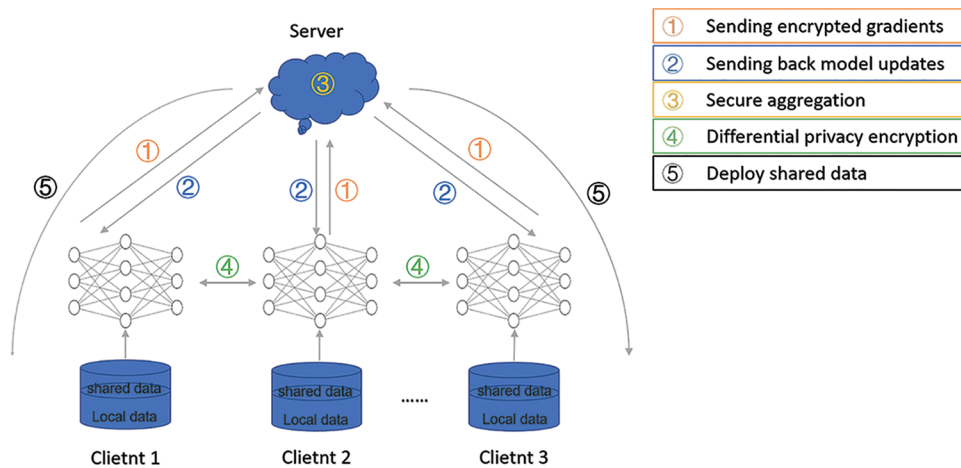 Server
③
① Sending encrypted gradients
② Sending back model updates
③ Secure aggregation
④ Differential privacy encryption
⑤ Deploy shared data
① ①
⑤ ② ② ① ② ⑤
④ ④
shared data shared data shared data
Local data Local data ...... Local data
Clietnt 1 Clietnt 2 Clietnt 3